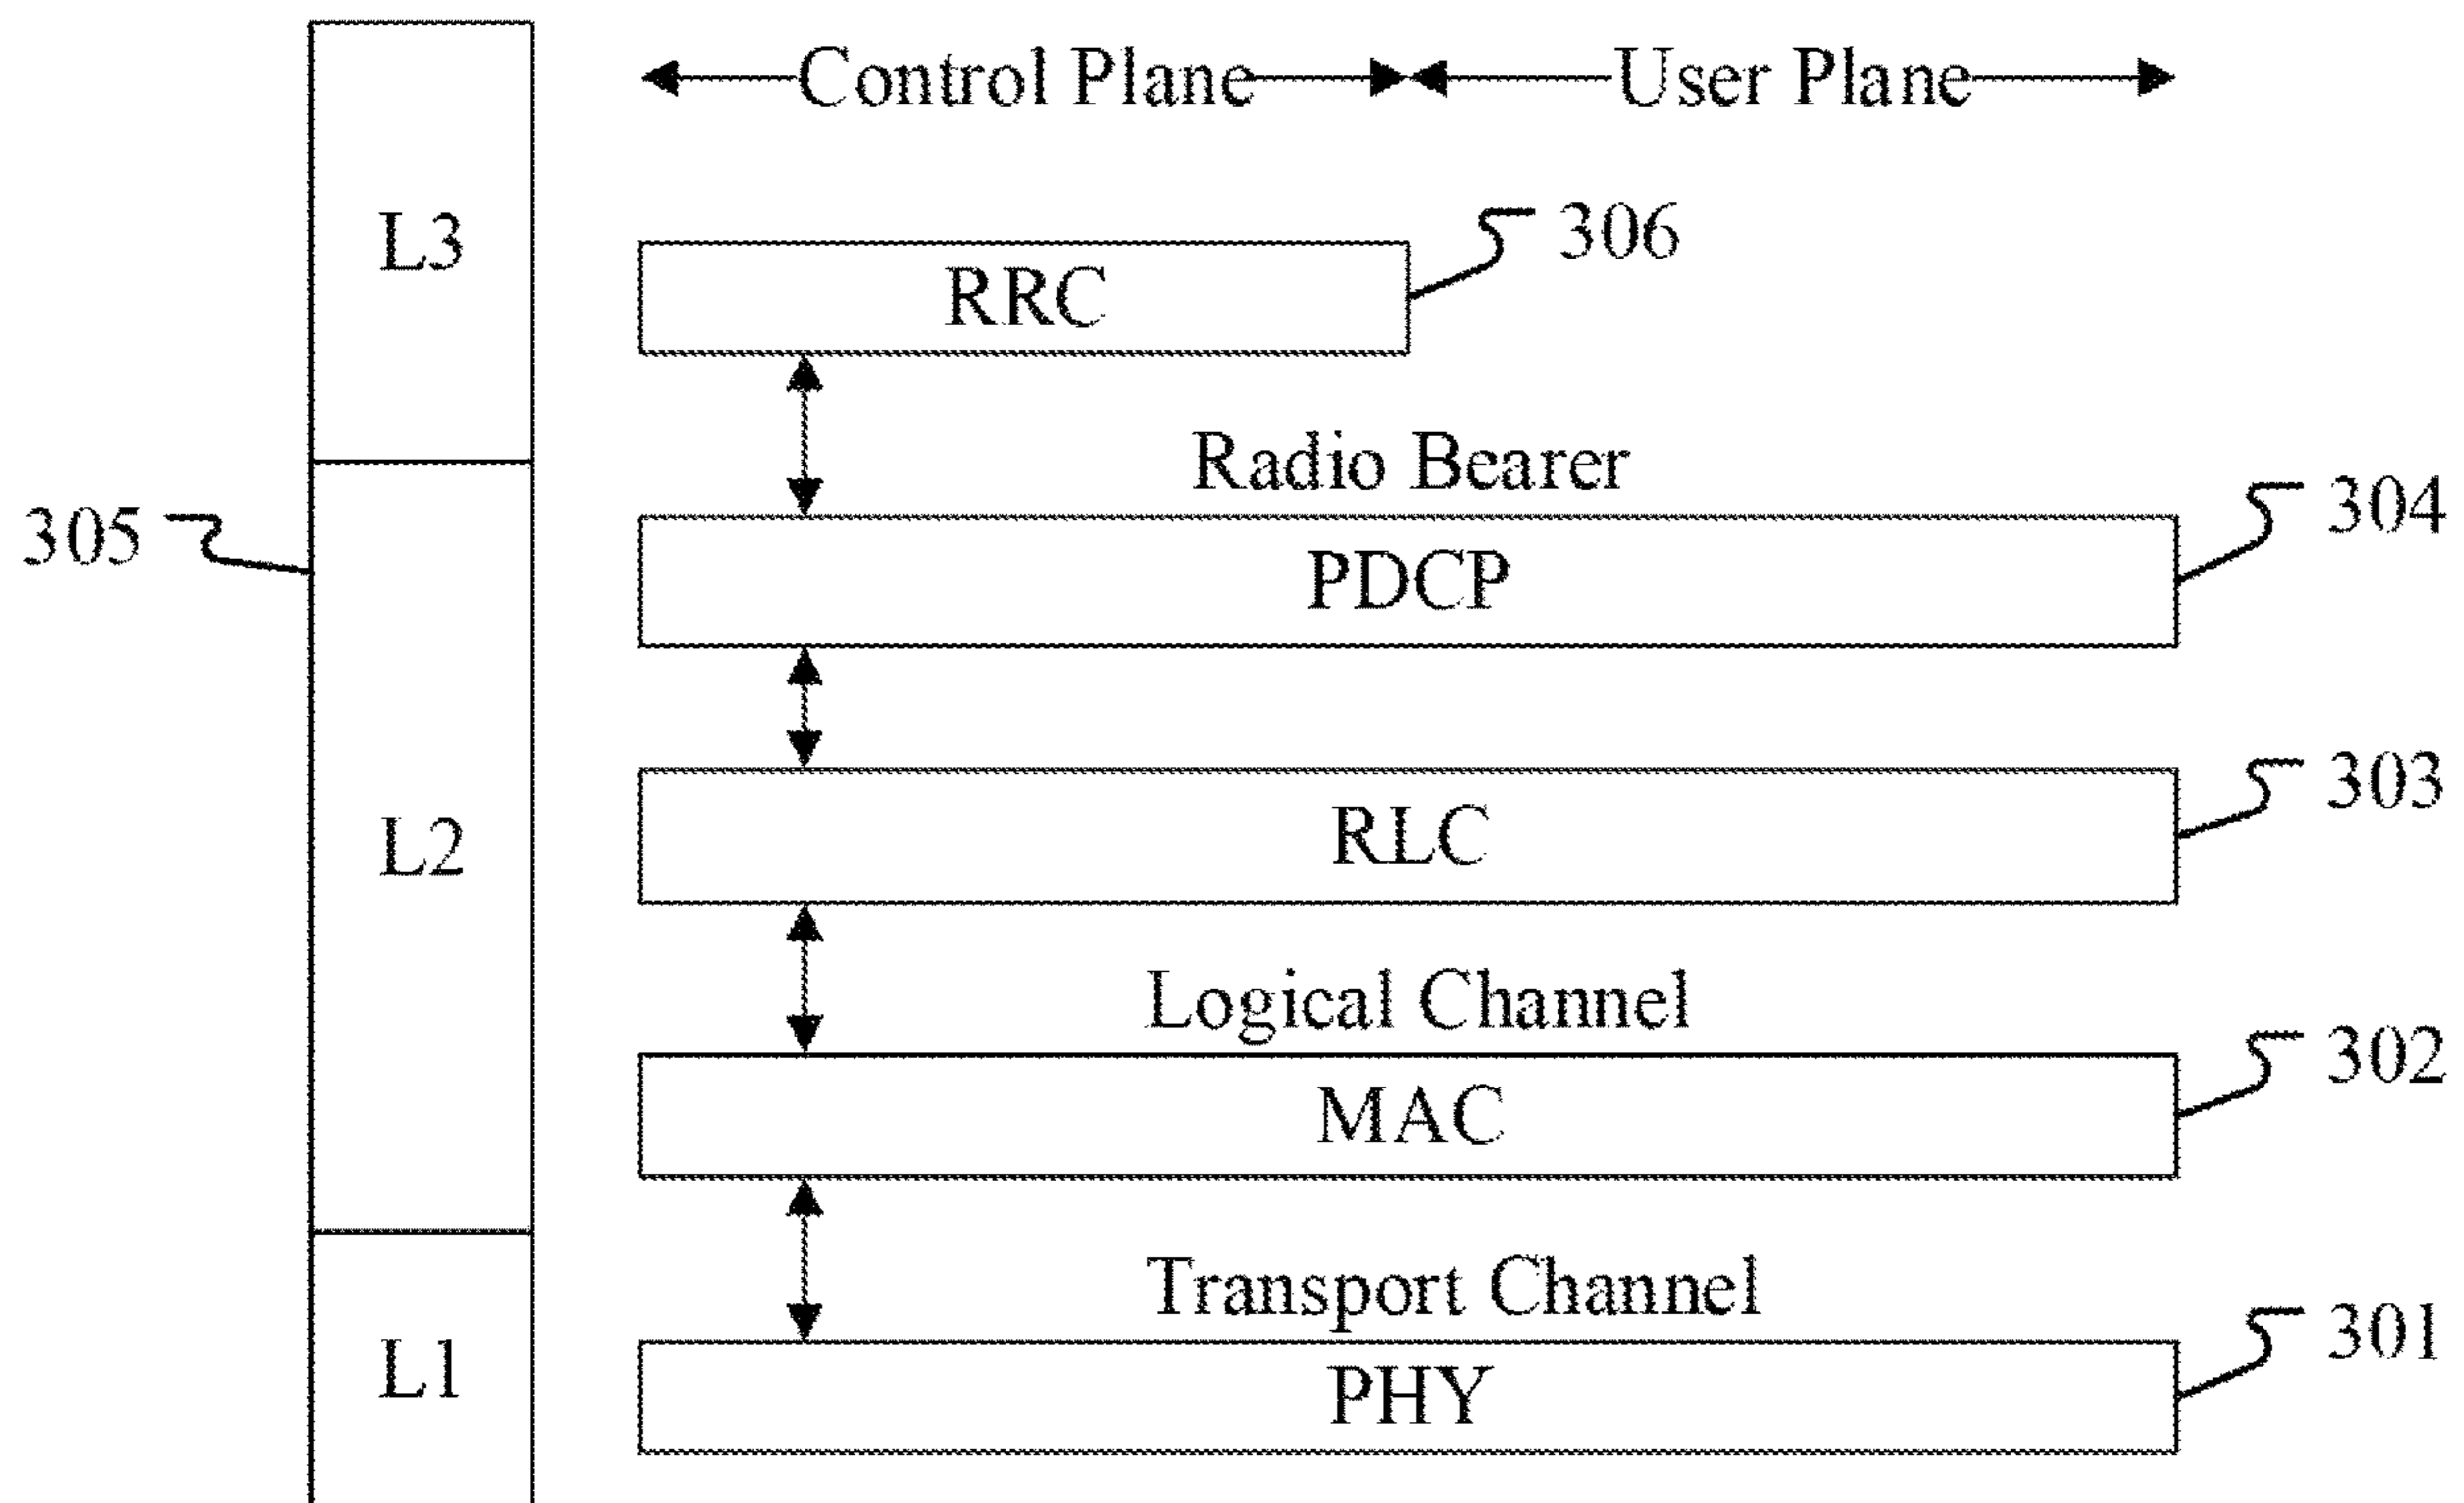 Control Plane User Plane
L3
306
RRC
Radio Bearer
305
304
PDCP
303
RLC
L2
Logical Channel
302
MAC
Transport Channel
301
L1
PHY